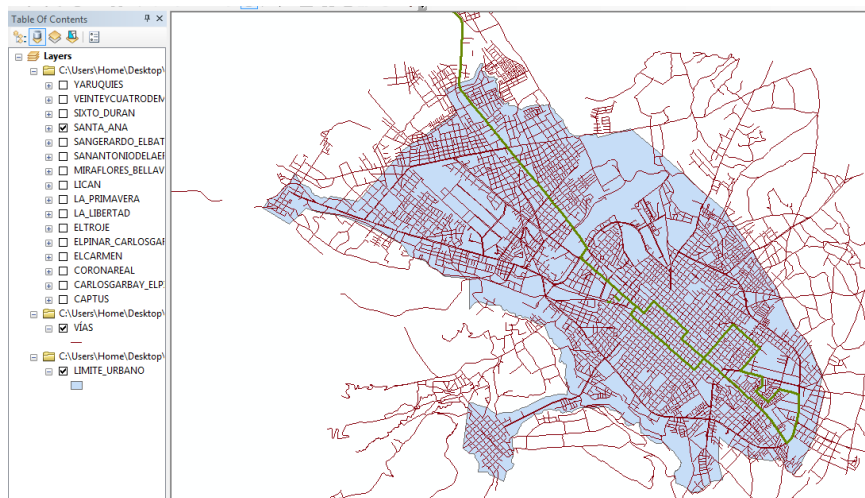 Table Of Contents
Layers
C:\Users\Home\Desktop\
YARUQUIES
VEINTEYCUATRODEM
SIXTO_DURAN
SANTA_ANA
SANGERARDO_ELBAT
SANANTONIODELAEI
MIRAFLORES_BELLAV
LICAN
LA_PRIMAVERA
LA_LIBERTAD
ELTROJE
ELPINAR_CARLOSGAI
ELCARMEN
CORONAREAL
CARLOSGARBAY_ELP
CAPTUS
C:\Users\Home\Desktop\
VÍAS
C:\Users\Home\Desktop\
LIMITE_URBANO